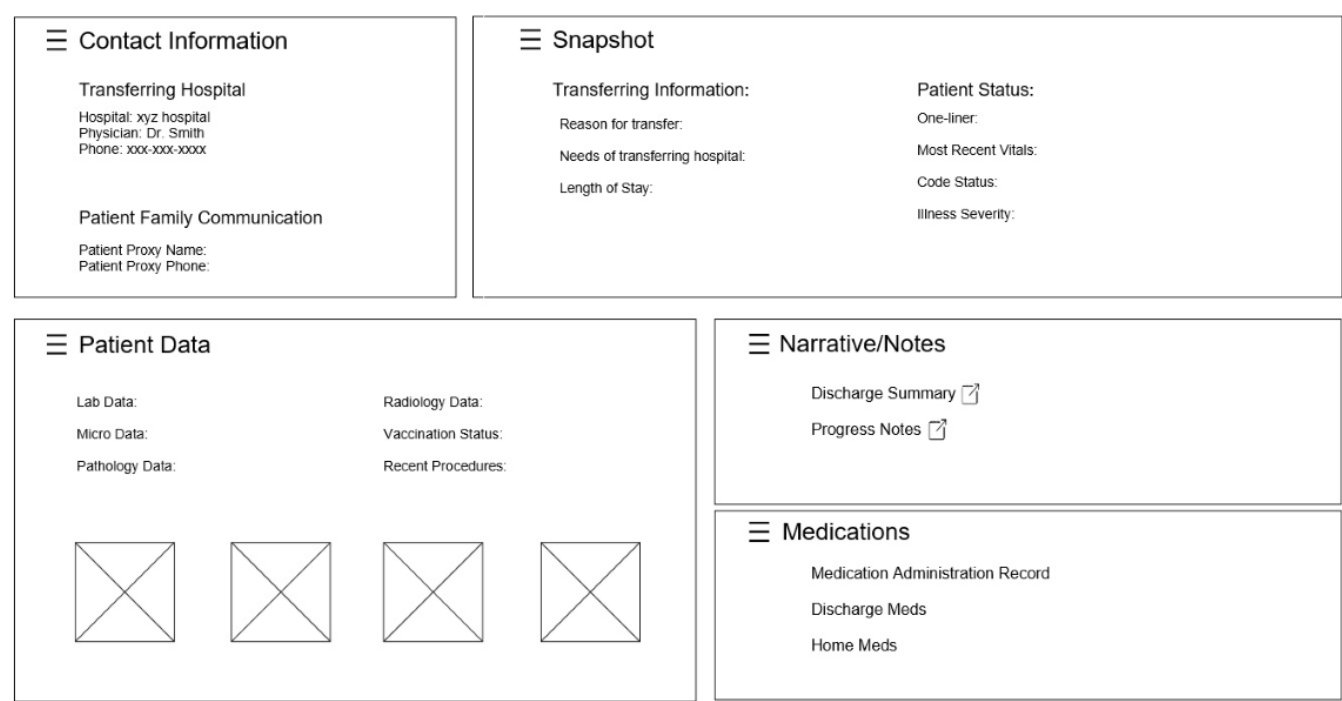 Contact Information
Transferring Hospital
Hospital: xyz hospital
Physician: Dr. Smith
Phone: xxx-xxx-xxxx
Patient Family Communication
Patient Proxy Name:
Patient Proxy Phone:
Snapshot
Transferring Information:
Reason for transfer:
Needs of transferring hospital:
Length of Stay:
Patient Status:
One-liner:
Most Recent Vitals:
Code Status:
Illness Severity:
Patient Data
Lab Data:
Micro Data:
Pathology Data:
Radiology Data:
Vaccination Status:
Recent Procedures:
Narrative/Notes
Discharge Summary
Progress Notes
Medications
Medication Administration Record
Discharge Meds
Home Meds